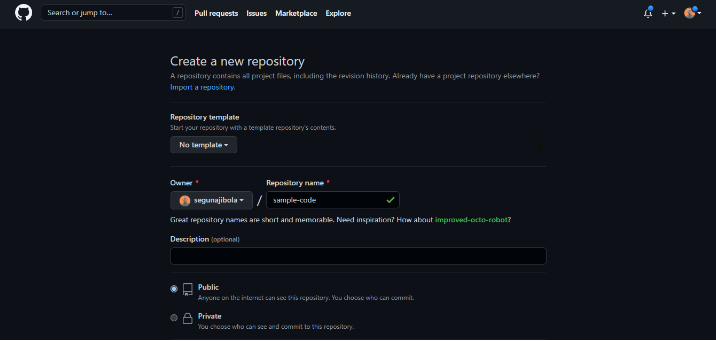 Search or jump to... /
Pull requests Issues Marketplace Explore
Create a new repository
A repository contains all project files, including the revision history. Already have a project repository elsewhere?
Import a repository.
Repository template
Start your repository with a template repository's contents.
No template
Owner * Repository name *
segunajibola / sample-code
Great repository names are short and memorable. Need inspiration? How about improved-octo-robot?
Description (optional)
Public
Anyone on the internet can see this repository. You choose who can commit.
Private
You choose who can see and commit to this repository.